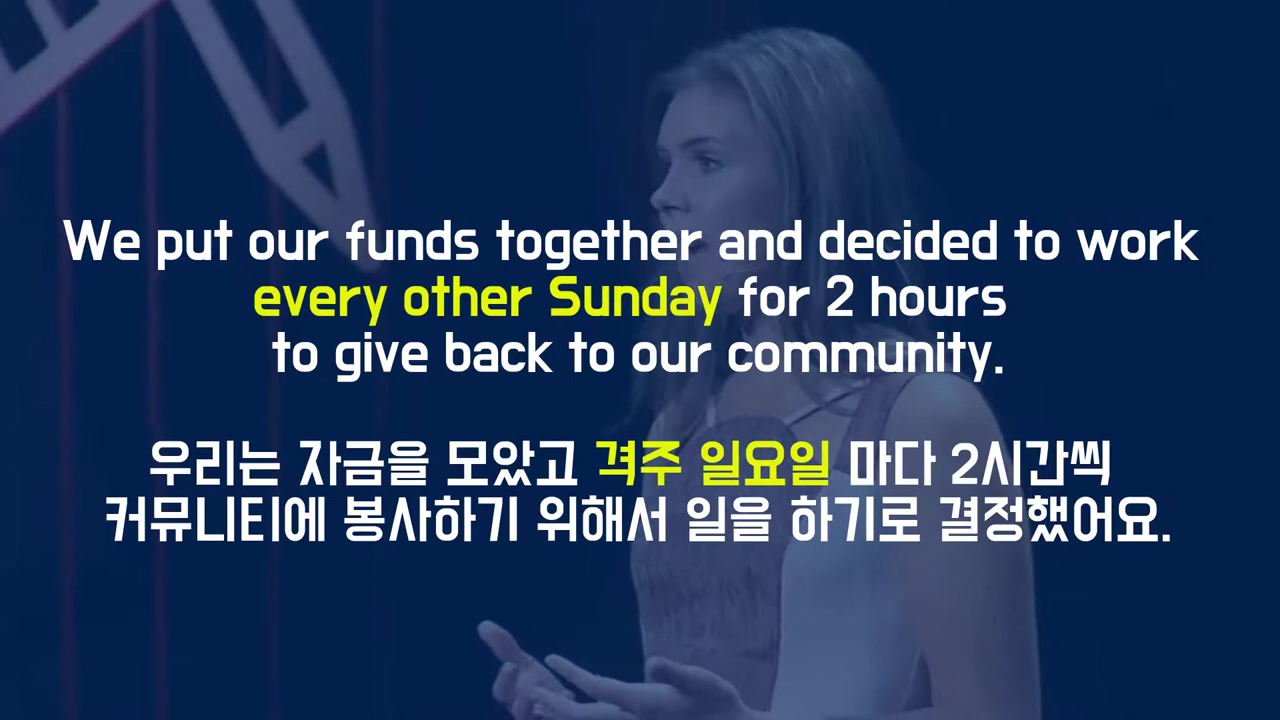 We put our funds together and decided to work
every other Sunday for 2 hours
to give back to our community.
우리는 자금을 모았고 격주 일요일 마다 2시간씩
커뮤니티에 봉사하기 위해서 일을 하기로 결정했어요.